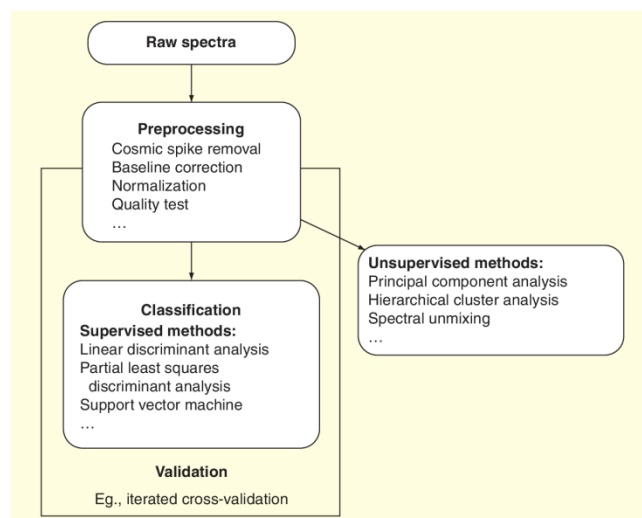 Raw spectra
Preprocessing
Cosmic spike removal
Baseline correction
Normalization
Quality test
…
Unsupervised methods:
Principal component analysis
Hierarchical cluster analysis
Spectral unmixing
…
Classification
Supervised methods:
Linear discriminant analysis
Partial least squares
discriminant analysis
Support vector machine
…
Validation
Eg., iterated cross-validation